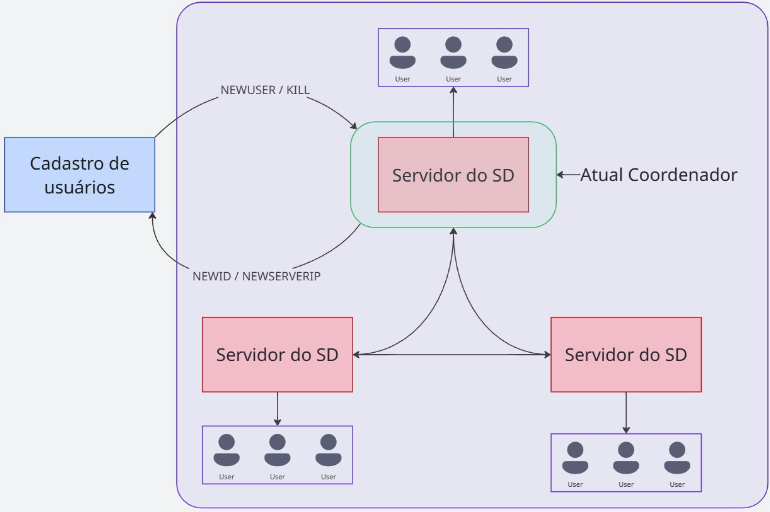 User User User
NEWUSER / KILL
Cadastro de
usuários
Servidor do SD
Atual Coordenador
NEWID / NEWSERVERIP
Servidor do SD
Servidor do SD
User User User
User User User